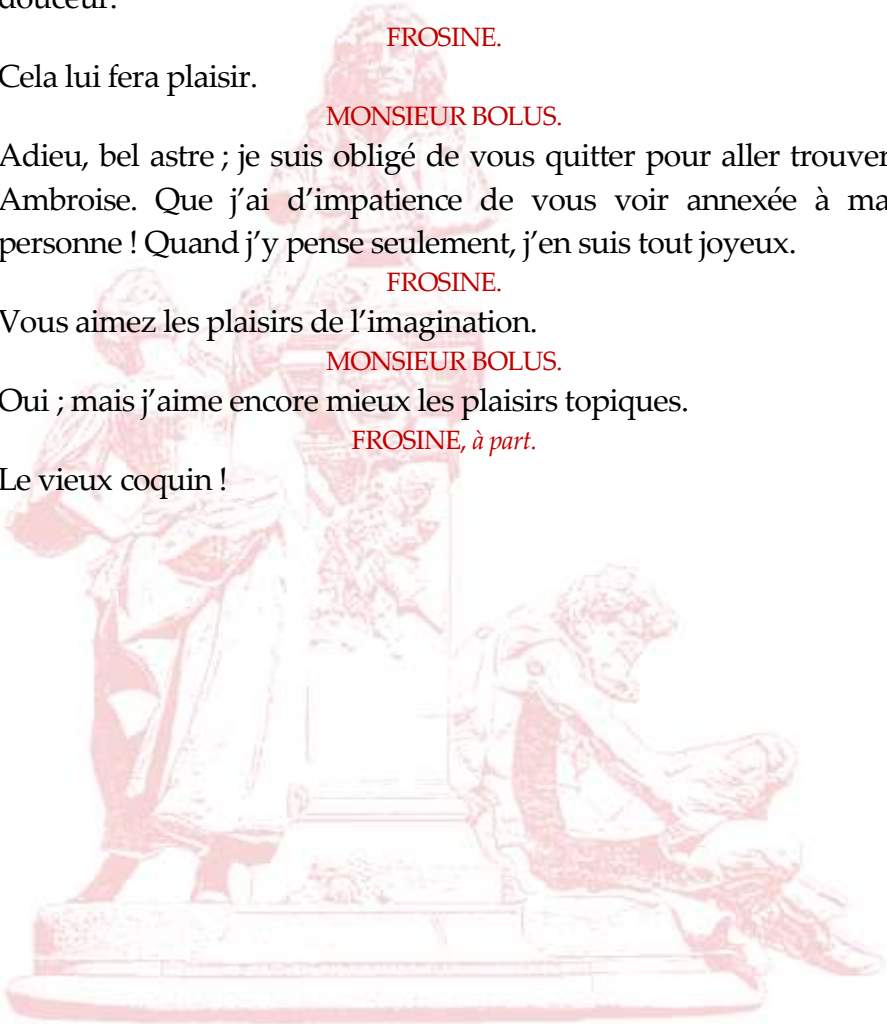 douceur.
FROSINE.
Cela lui fera plaisir.
MONSIEUR BOLUS.
Adieu, bel astre ; je suis obligé de vous quitter pour aller trouver
Ambroise. Que j’ai d’impatience de vous voir annexée à ma
personne ! Quand j’y pense seulement, j’en suis tout joyeux.
FROSINE.
Vous aimez les plaisirs de l’imagination.
MONSIEUR BOLUS.
Oui ; mais j’aime encore mieux les plaisirs topiques.
FROSINE, à part.
Le vieux coquin !